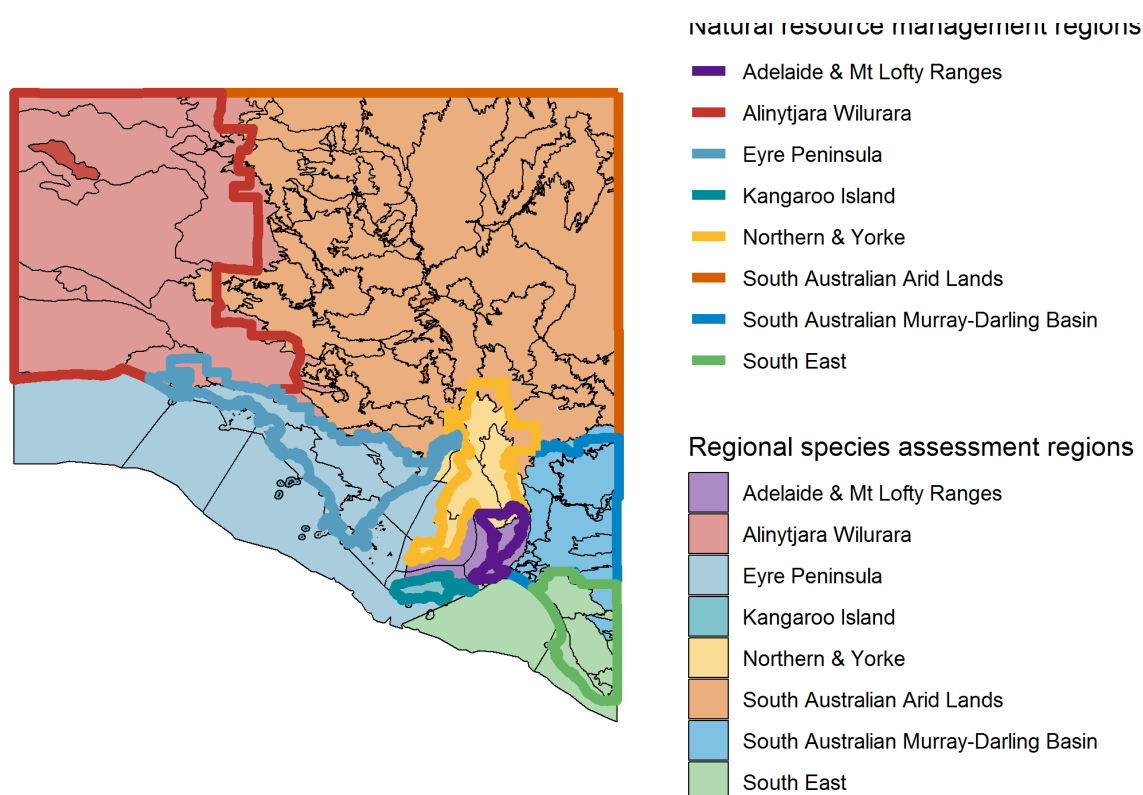 Natural resource management regions
Adelaide & Mt Lofty Ranges
Alinytjara Wilurara
Eyre Peninsula
Kangaroo Island
Northern & Yorke
South Australian Arid Lands
South Australian Murray-Darling Basin
South East
Regional species assessment regions
Adelaide & Mt Lofty Ranges
Alinytjara Wilurara
Eyre Peninsula
Kangaroo Island
Northern & Yorke
South Australian Arid Lands
South Australian Murray-Darling Basin
South East